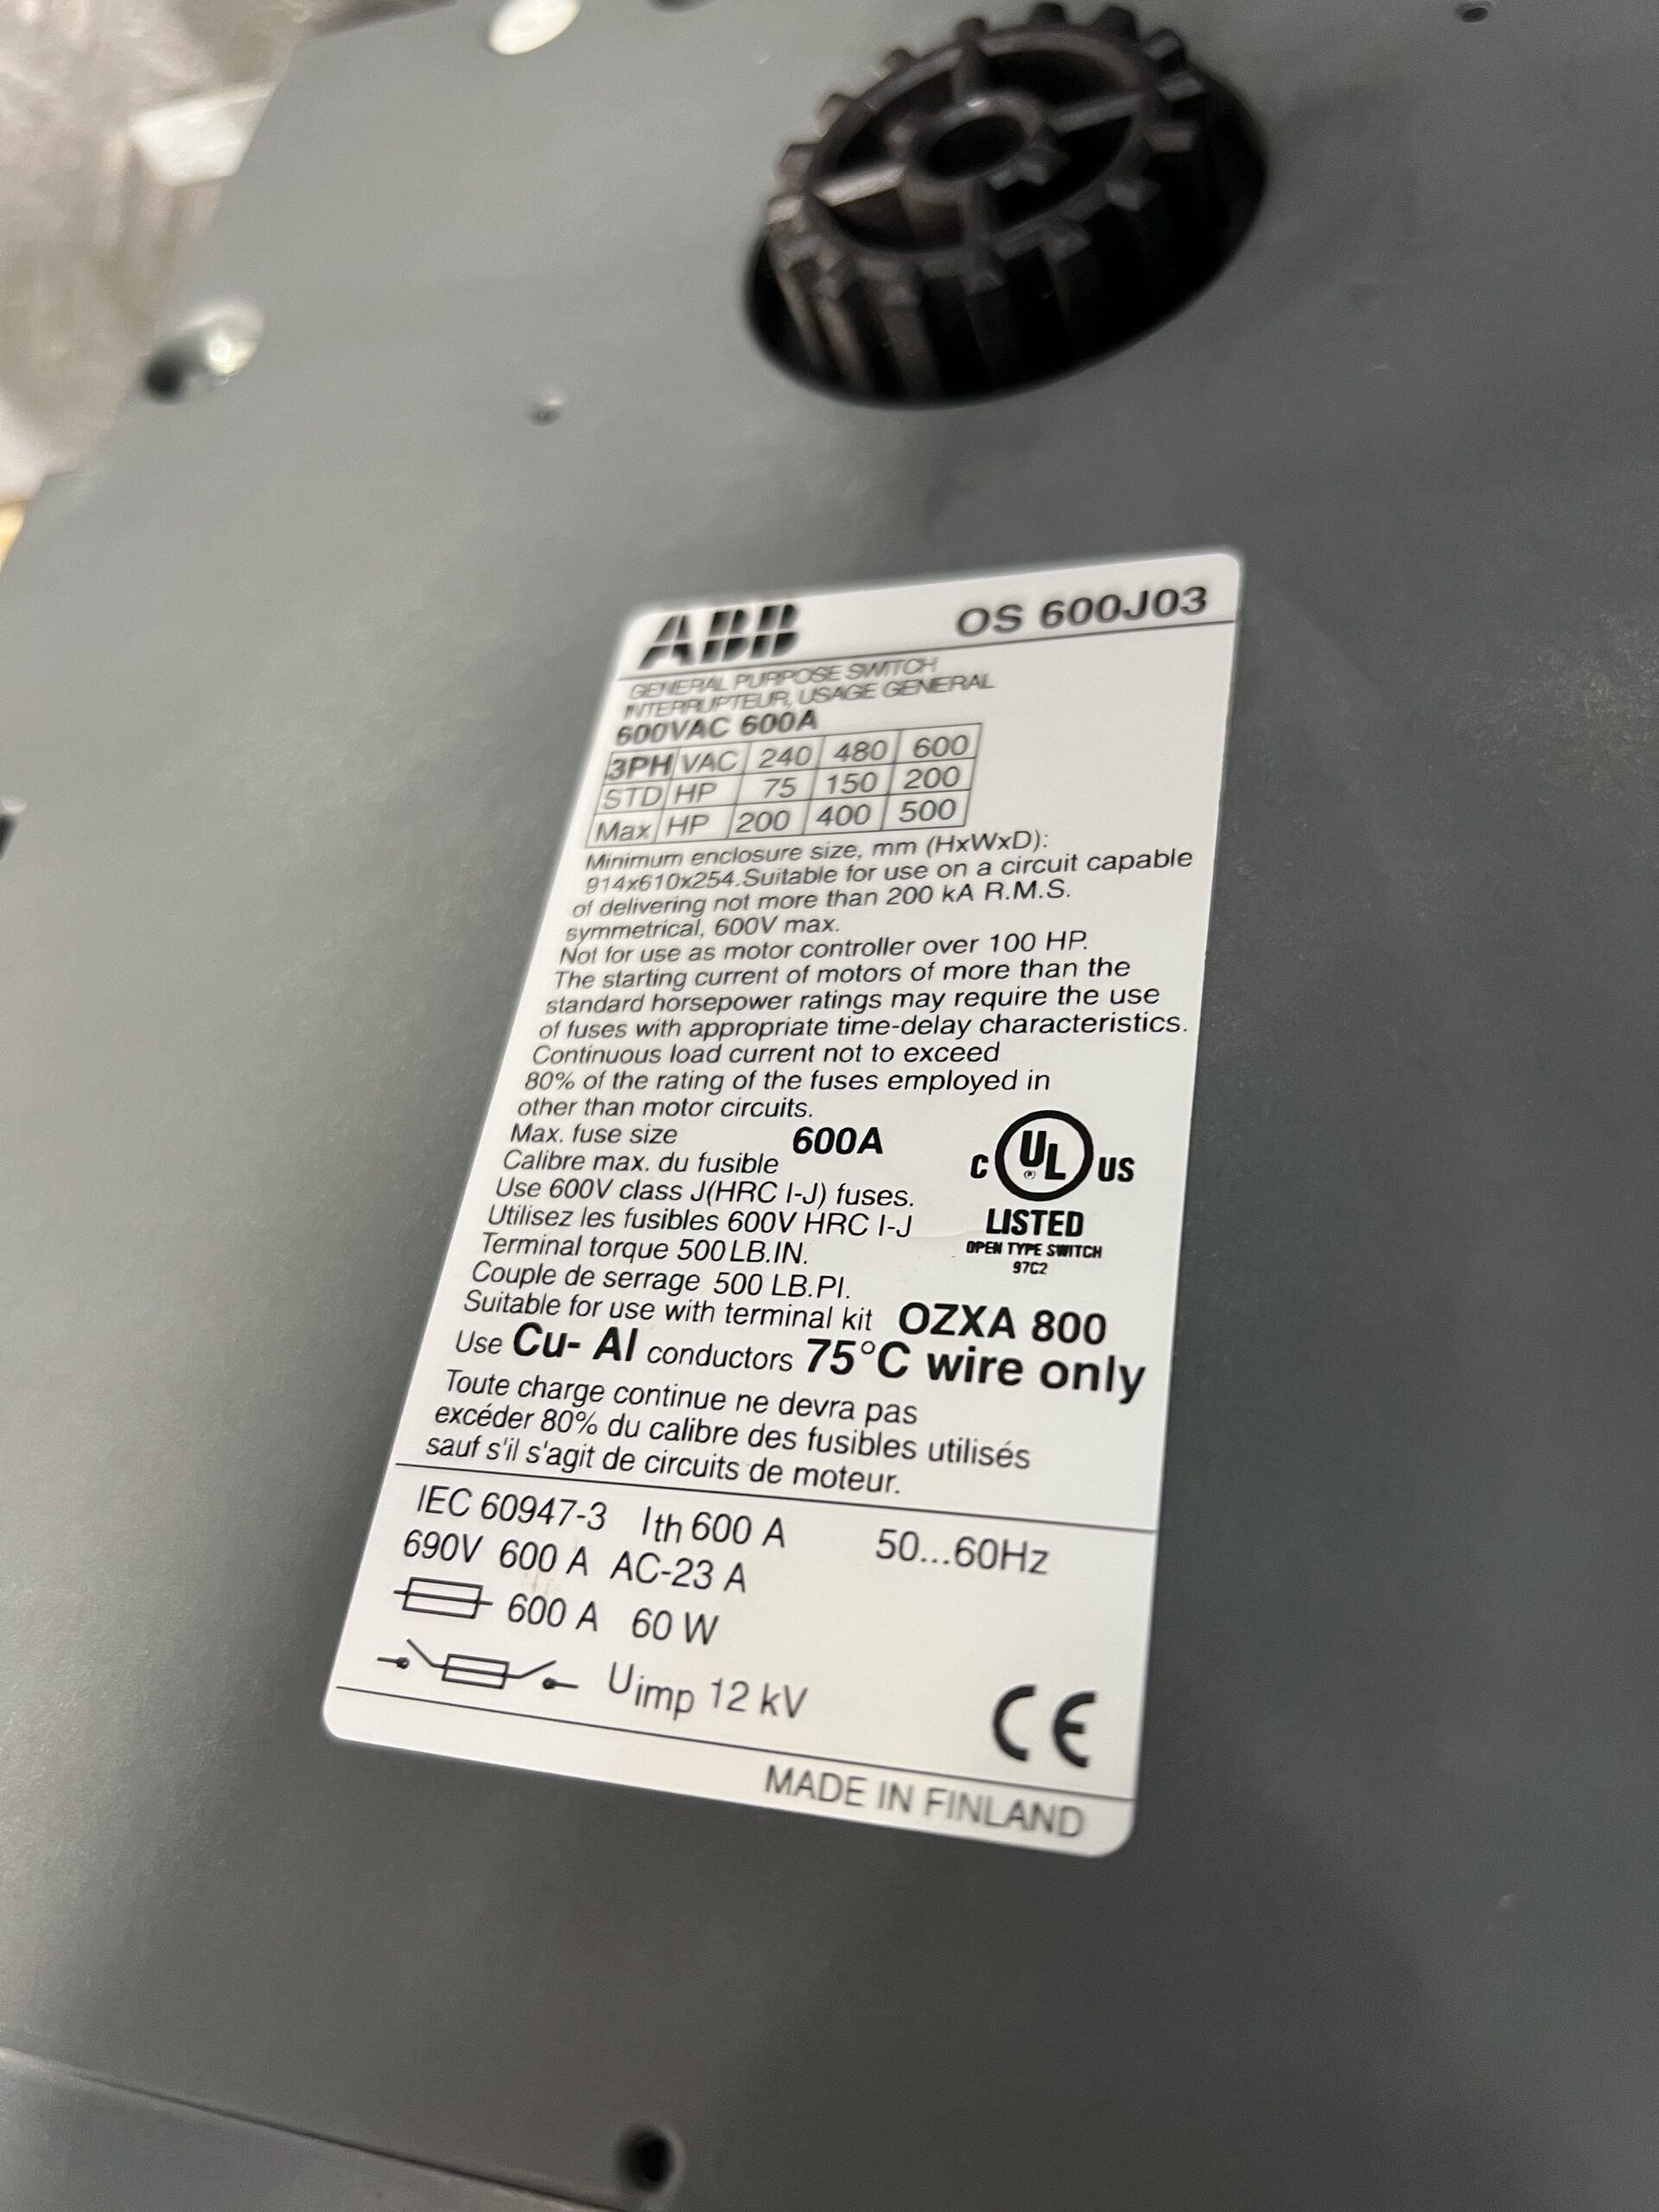 ABB OS 600J03
GENERAL PURPOSE SWITCH
INTERRUPTEUR, USAGE GENERAL
600VAC 600A
3PH VAC 240 480 600
STD HP 75 150 200
Max HP 200 400 500
Minimum enclosure size, mm (HxWxD):
914x610x254.Suitable for use on a circuit capable
of delivering not more than 200 kA R.M.S.
symmetrical, 600V max.
Not for use as motor controller over 100 HP.
The starting current of motors of more than the
standard horsepower ratings may require the use
of fuses with appropriate time-delay characteristics.
Continuous load current not to exceed
80% of the rating of the fuses employed in
other than motor circuits.
Max. fuse size 600A
Calibre max. du fusible
Use 600V class J(HRC I-J) fuses.
Utilisez les fusibles 600V HRC I-J
Terminal torque 500 LB.IN.
Couple de serrage 500 LB.PI.
C UL ® US
LISTED
OPEN TYPE SWITCH
97C2
Suitable for use with terminal kit OZXA 800
Use Cu- Al conductors 75°C wire only
Toute charge continue ne devra pas
excéder 80% du calibre des fusibles utilisés
sauf s'il s'agit de circuits de moteur.
IEC 60947-3 Ith 600 A 50...60Hz
690V 600 A AC-23 A
600 A 60 W
Uimp 12 kV
CE
MADE IN FINLAND